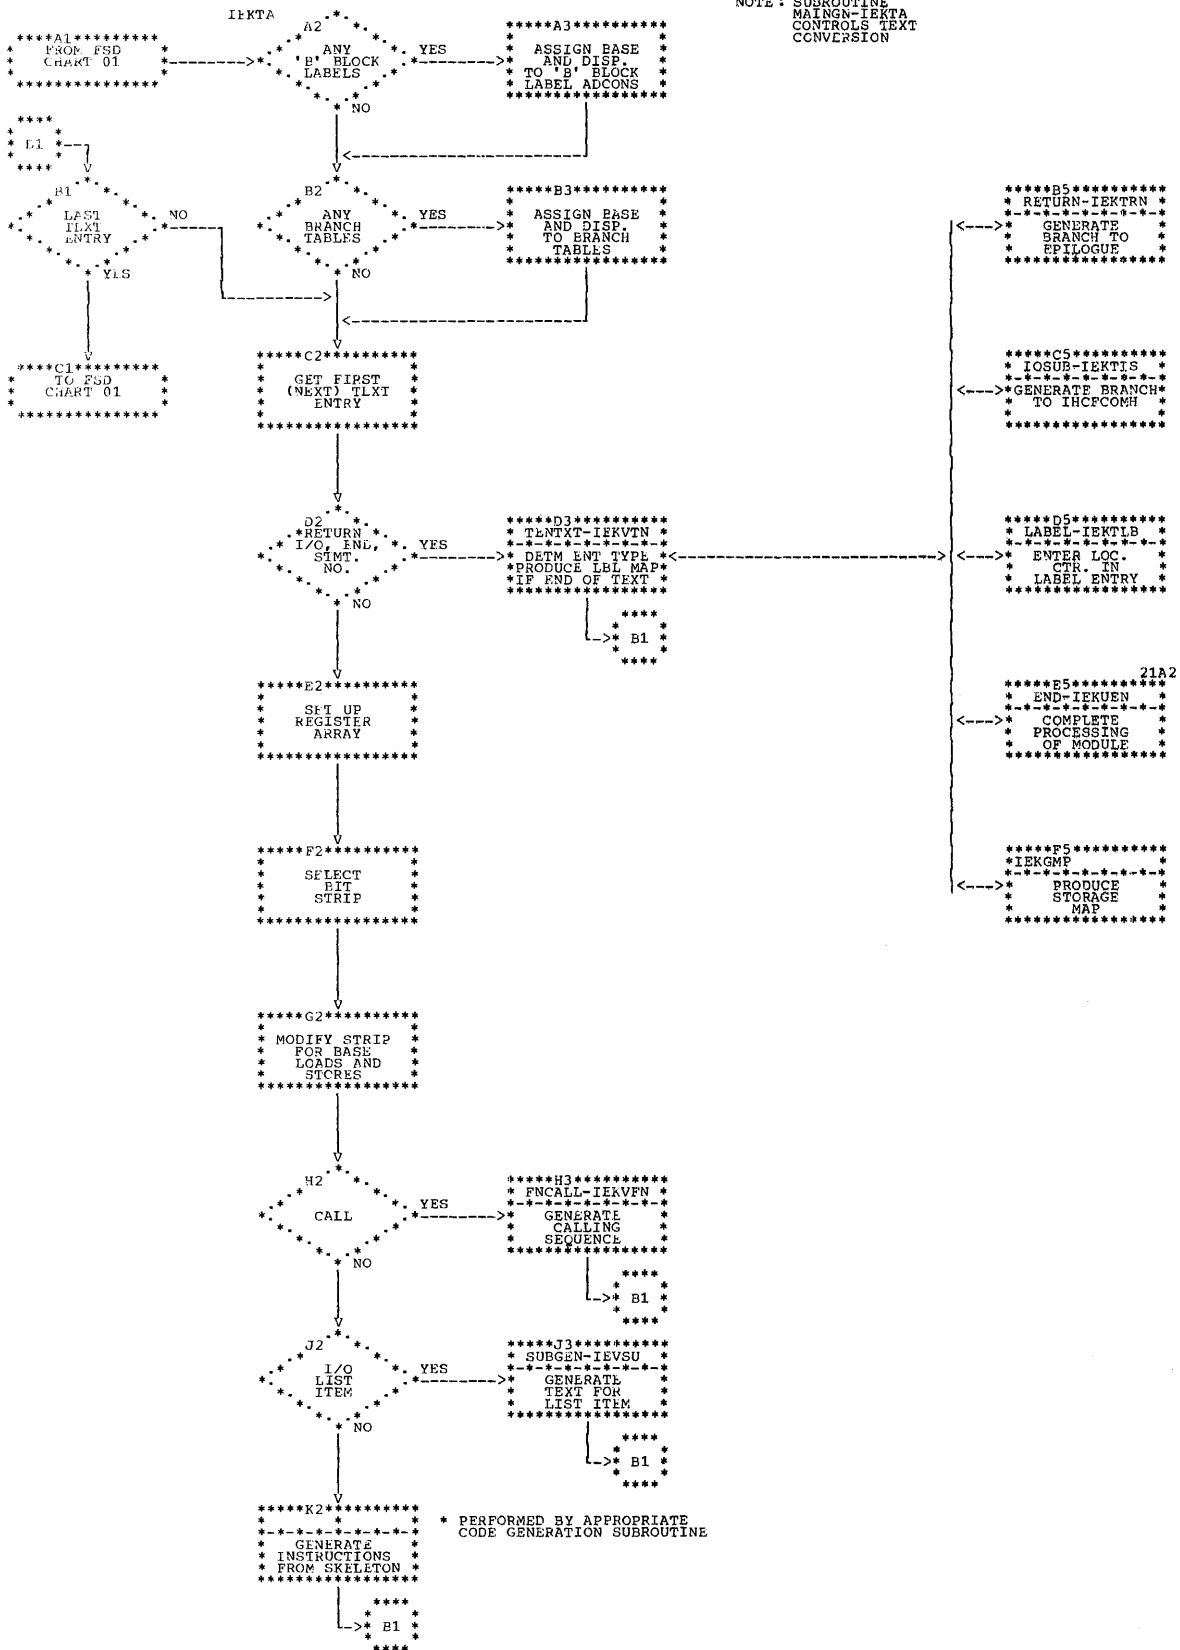 NOTE: SUBROUTINE
MAINGN-IEKTA
CONTROLS TEXT
CONVERSION
IEKTA
A1
FROM FSD
CHART 01
A2
ANY
'B' BLOCK
LABELS
YES
NO
A3
ASSIGN BASE
AND DISP.
TO 'B' BLOCK
LABEL ADCONS
B1
B1
LAST
TEXT
ENTRY
NO
YES
B2
ANY
BRANCH
TABLES
YES
NO
B3
ASSIGN BASE
AND DISP.
TO BRANCH
TABLES
B5
RETURN-IEKTRN
GENERATE
BRANCH TO
EPILOGUE
C1
TO FSD
CHART 01
C2
GET FIRST
(NEXT) TEXT
ENTRY
C5
IOSUB-IEKTIS
GENERATE BRANCH
TO IHCFCOMH
D2
RETURN
I/O, END,
STMT.
NO.
YES
NO
D3
TENTXT-IEKVTN
DETM ENT TYPE
PRODUCE LBL MAP
IF END OF TEXT
B1
D5
LABEL-IEKTLB
ENTER LOC.
CTR. IN
LABEL ENTRY
E2
SET UP
REGISTER
ARRAY
21A2
E5
END-IEKUEN
COMPLETE
PROCESSING
OF MODULE
F2
SELECT
BIT
STRIP
F5
IEKGMP
PRODUCE
STORAGE
MAP
G2
MODIFY STRIP
FOR BASE
LOADS AND
STORES
H2
CALL
YES
NO
H3
FNCALL-IEKVFN
GENERATE
CALLING
SEQUENCE
B1
J2
I/O
LIST
ITEM
YES
NO
J3
SUBGEN-IEVSU
GENERATE
TEXT FOR
LIST ITEM
B1
K2
*
GENERATE
INSTRUCTIONS
FROM SKELETON
* PERFORMED BY APPROPRIATE
CODE GENERATION SUBROUTINE
B1